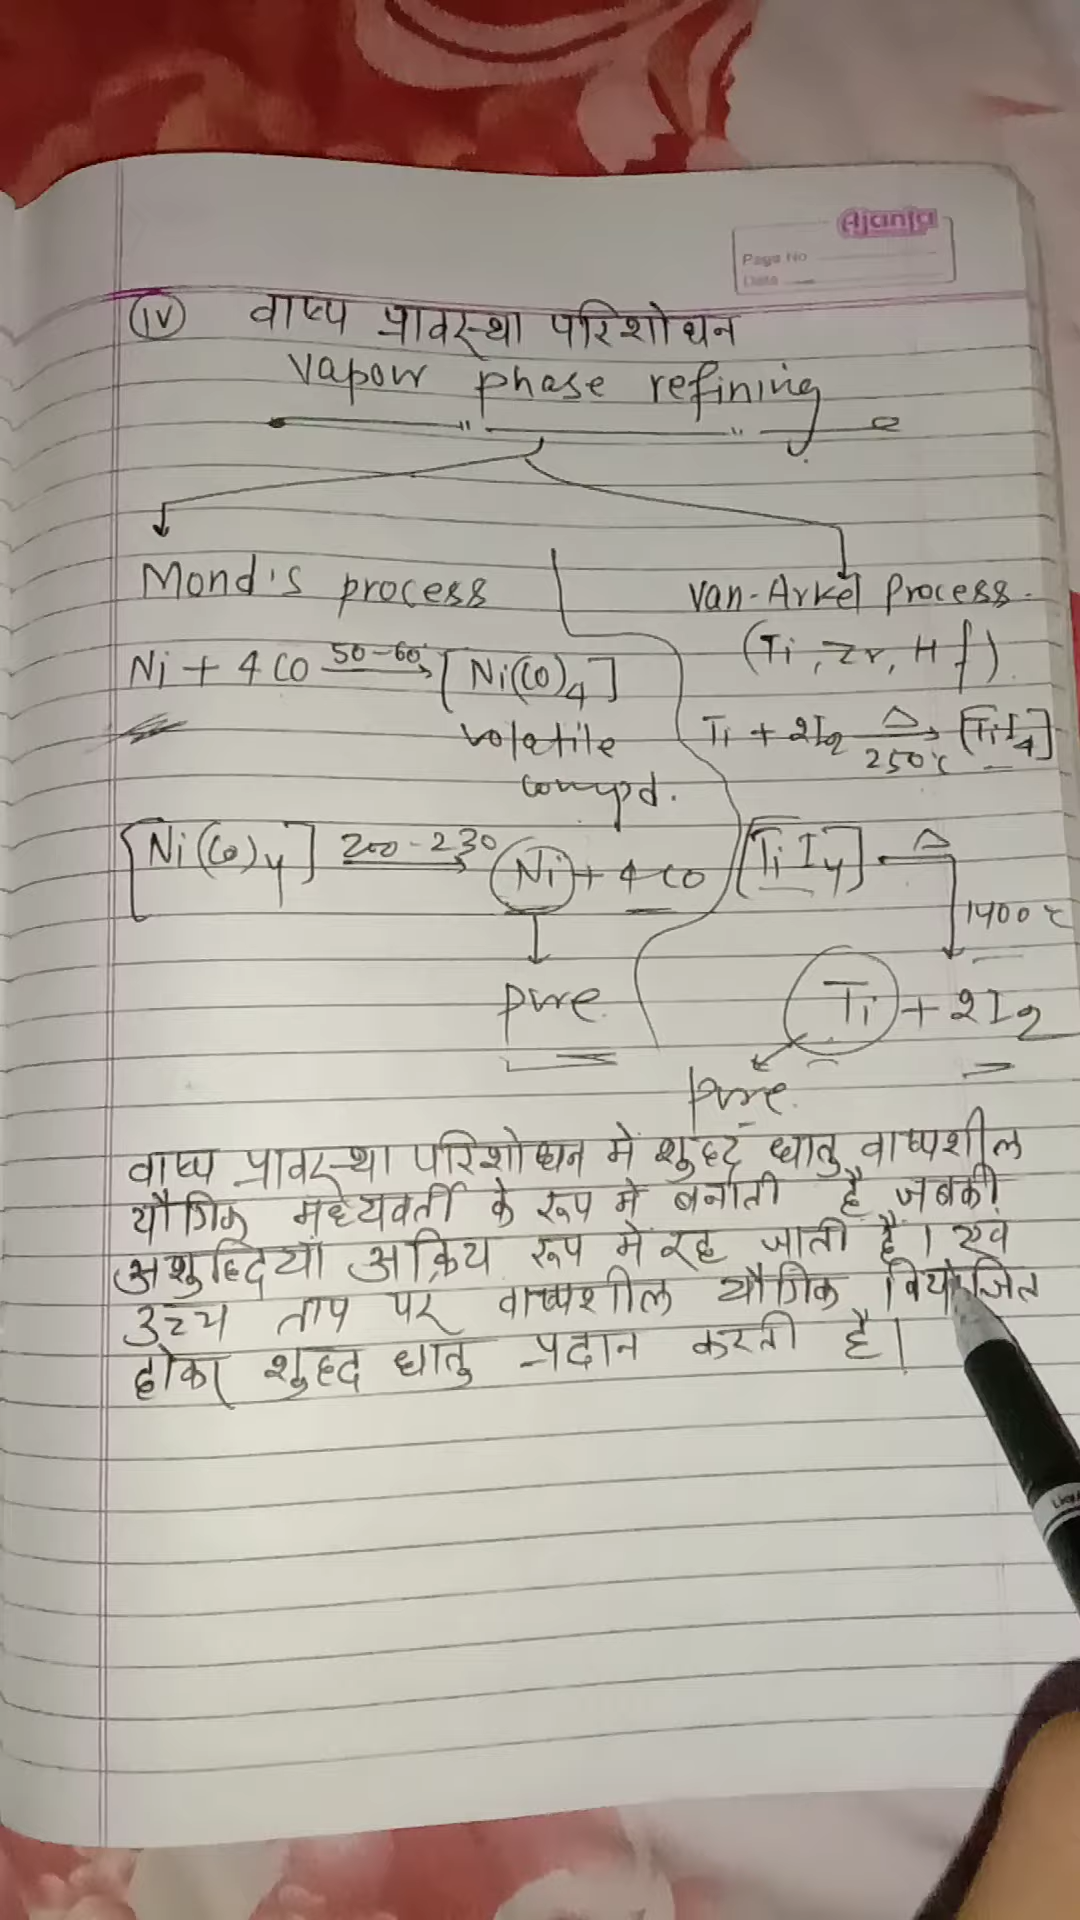 Ajanta
Page No
Date
(iv) वाष्प प्रावस्था परिशोधन
Vapour phase refining
Mond's process
Ni + 4CO 50-60° → [Ni(CO)4]
volatile
compd.
[Ni(CO)4] 200-230 → Ni + 4CO
pure
Van-Arkel Process.
(Ti, Zr, Hf)
Ti + 2I2 Δ → 250°C [TiI4]
[TiI4] Δ
1400°C
Ti + 2I2
pure.
वाष्प प्रावस्था परिशोधन में शुद्द धातु वाष्पशील
यौगिक मध्यवर्ती के रूप में बनाती है जबकी
अशुद्दियां अक्रिय रूप में रह जाती है। एवं
उच्य ताप पर वाष्पशील यौगिक वियोजित
होकर शुद्द धातु प्रदान करती है।